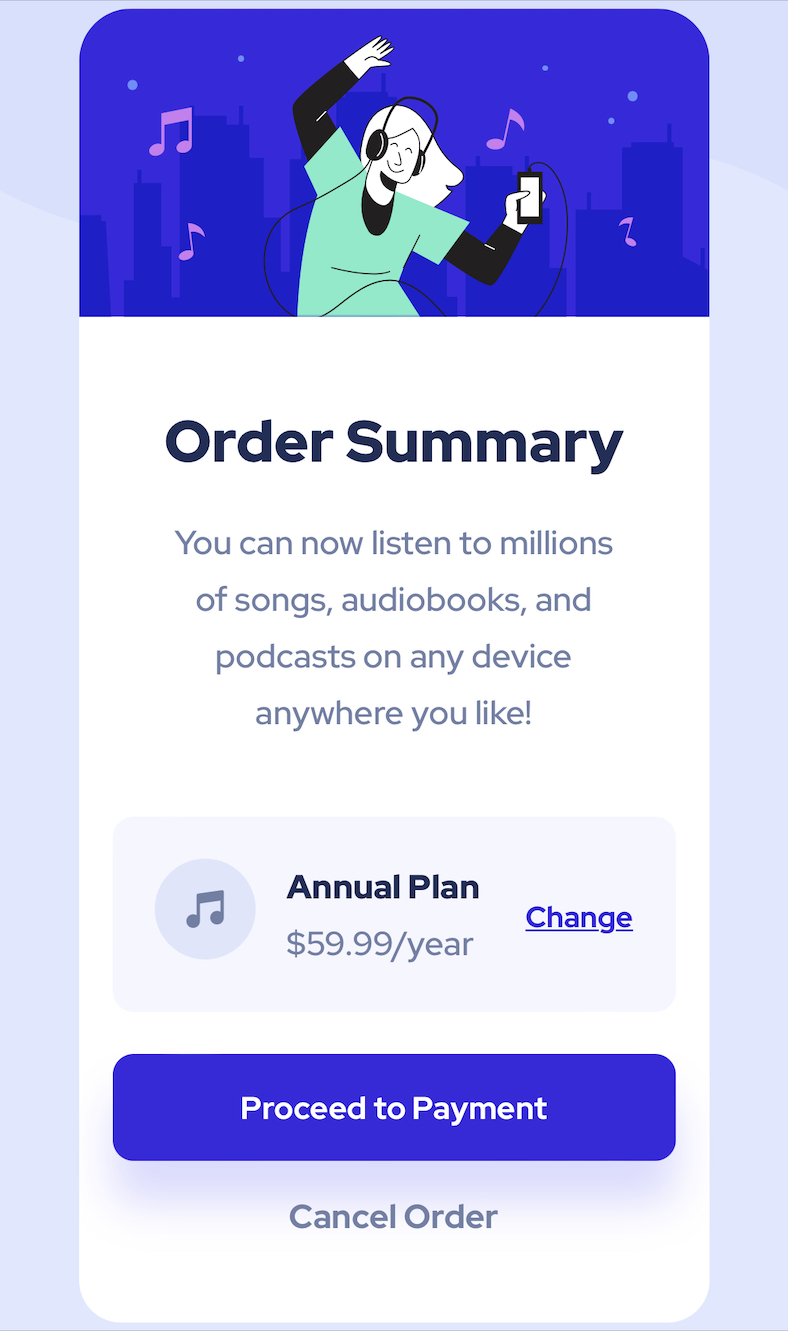 Order Summary
You can now listen to millions
of songs, audiobooks, and
podcasts on any device
anywhere you like!
Annual Plan
$59.99/year
Change
Proceed to Payment
Cancel Order